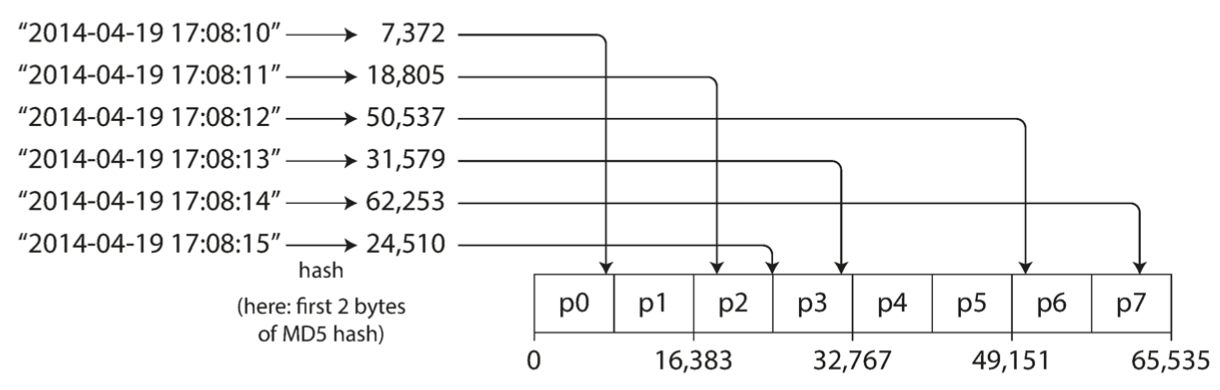 “2014-04-19 17:08:10” 7,372
“2014-04-19 17:08:11” 18,805
“2014-04-19 17:08:12” 50,537
“2014-04-19 17:08:13” 31,579
“2014-04-19 17:08:14” 62,253
“2014-04-19 17:08:15” 24,510
hash
(here: first 2 bytes
of MD5 hash)
p0 p1 p2 p3 p4 p5 p6 p7
0 16,383 32,767 49,151 65,535